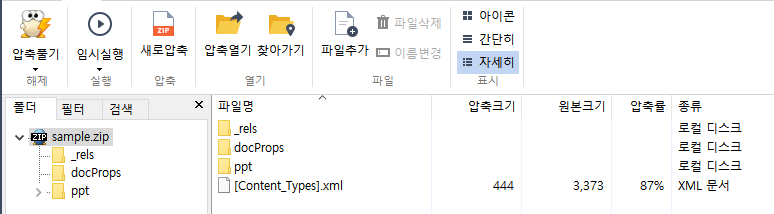 압축풀기 임시실행 ZIP 새로압축 압축열기 찾아가기 파일추가 파일삭제 이름변경 아이콘 간단히 자세히
해제 실행 압축 열기 파일 표시
폴더 필터 검색
파일명 압축크기 원본크기 압축률 종류
ZIP sample.zip
_rels
docProps
ppt
_rels 로컬 디스크
docProps 로컬 디스크
ppt 로컬 디스크
[Content_Types].xml 444 3,373 87% XML 문서